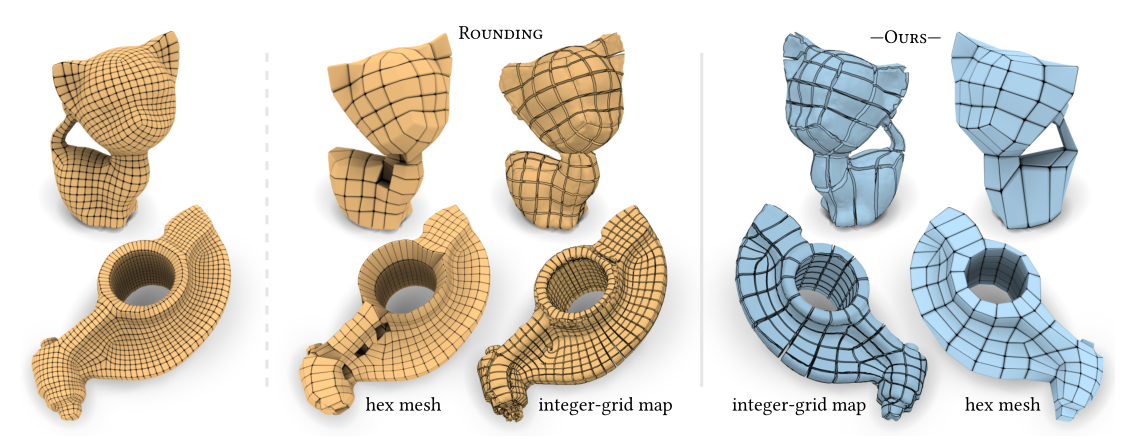 Rounding
—Ours—
hex mesh
integer-grid map
integer-grid map
hex mesh